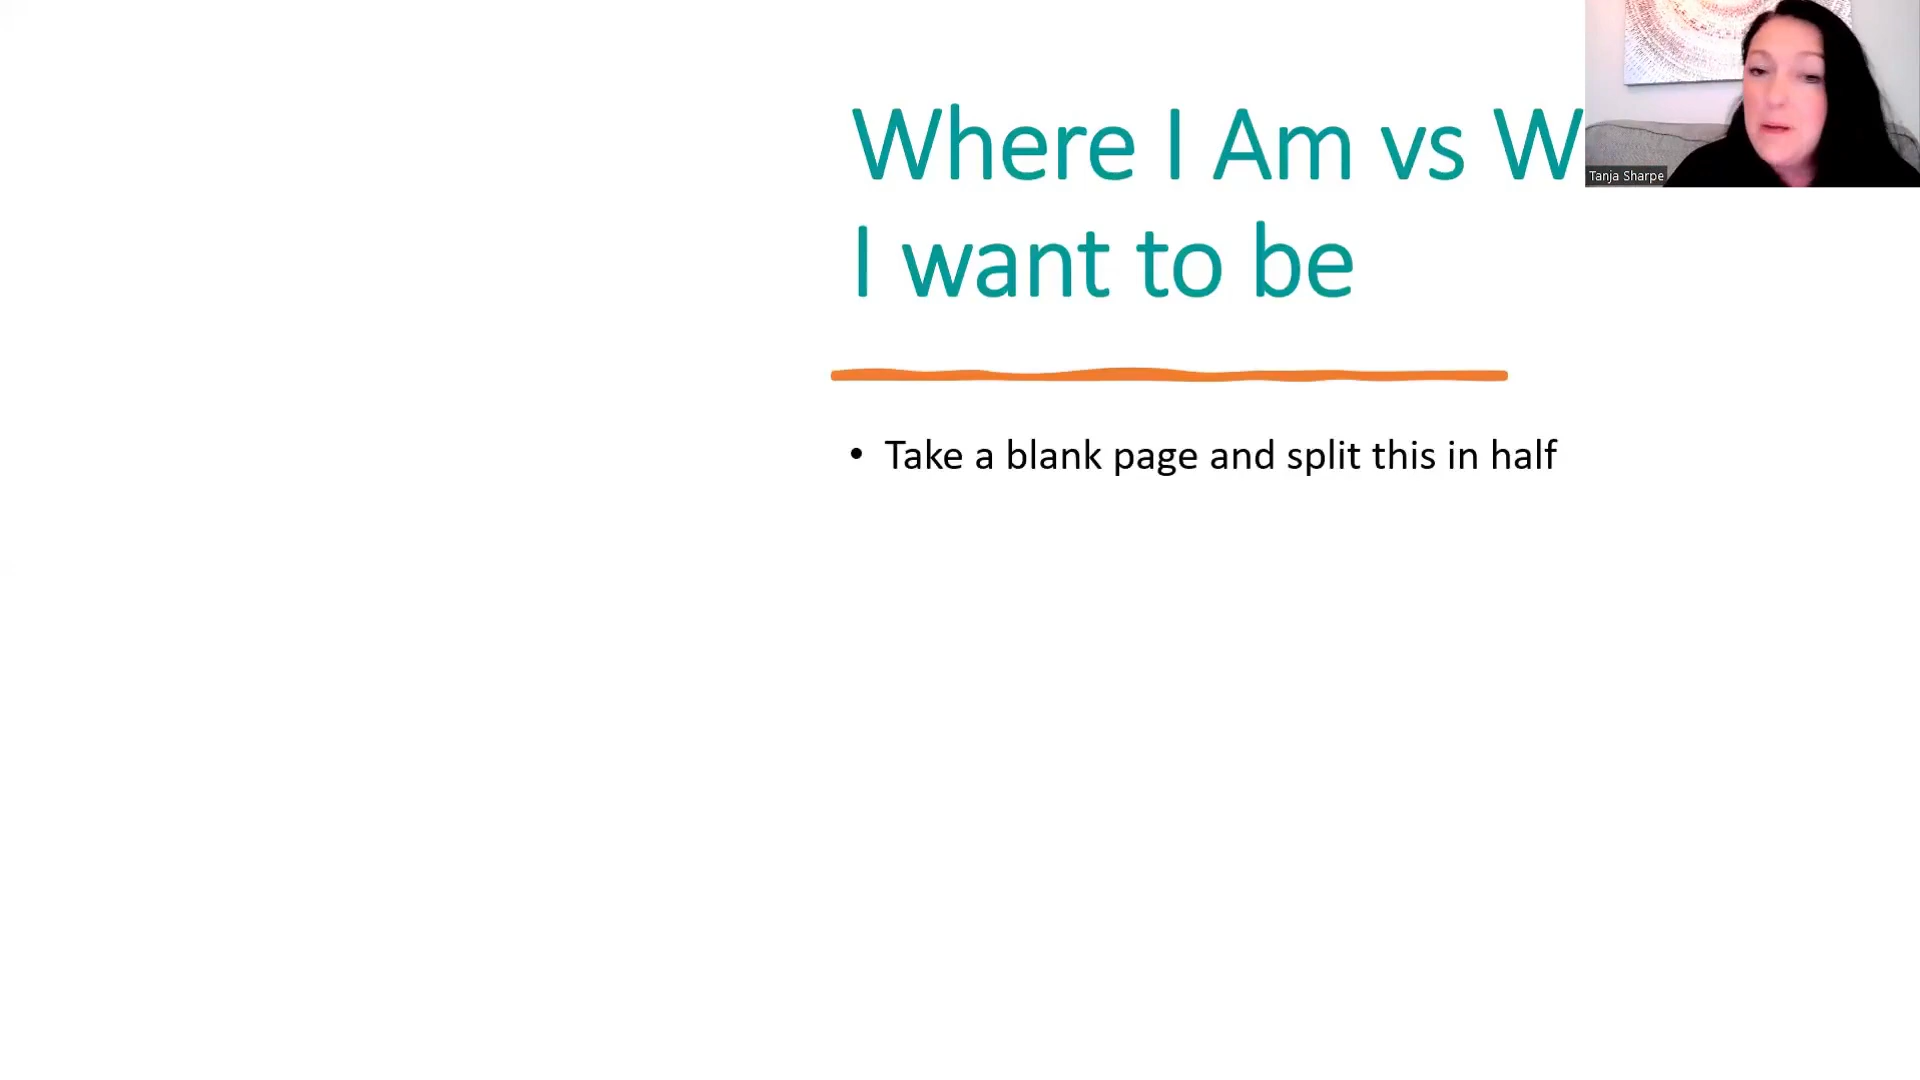 Where I Am vs W
I want to be
• Take a blank page and split this in half
Tanja Sharpe